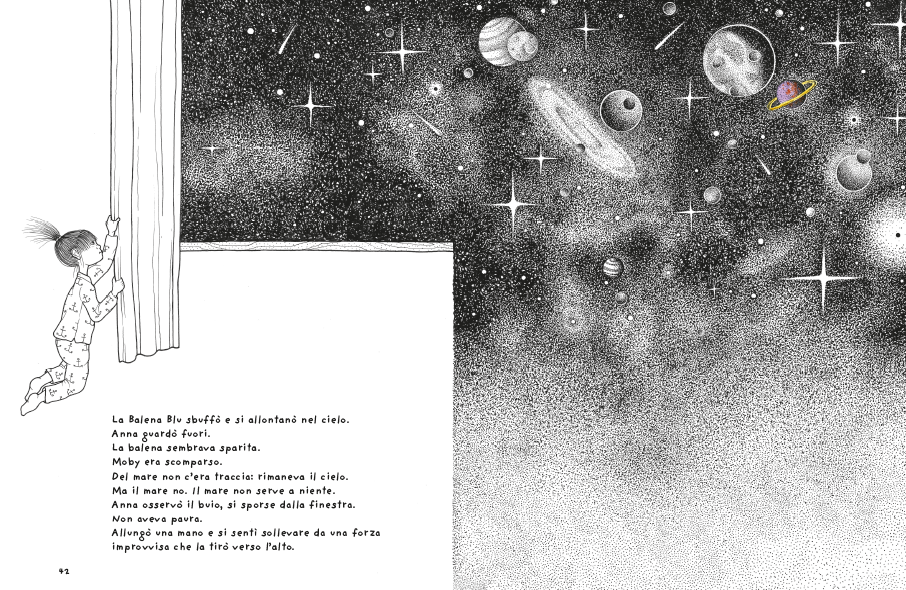 La Balena Blu sbuffò e si allontanò nel cielo.
Anna guardò fuori.
La balena sembrava sparita.
Moby era scomparso.
Del mare non c'era traccia: rimaneva il cielo.
Ma il mare no. Il mare non serve a niente.
Anna osservò il buio, si sporse dalla finestra.
Non aveva paura.
Allungò una mano e si sentì sollevare da una forza
improvvisa che la tirò verso l'alto.
42